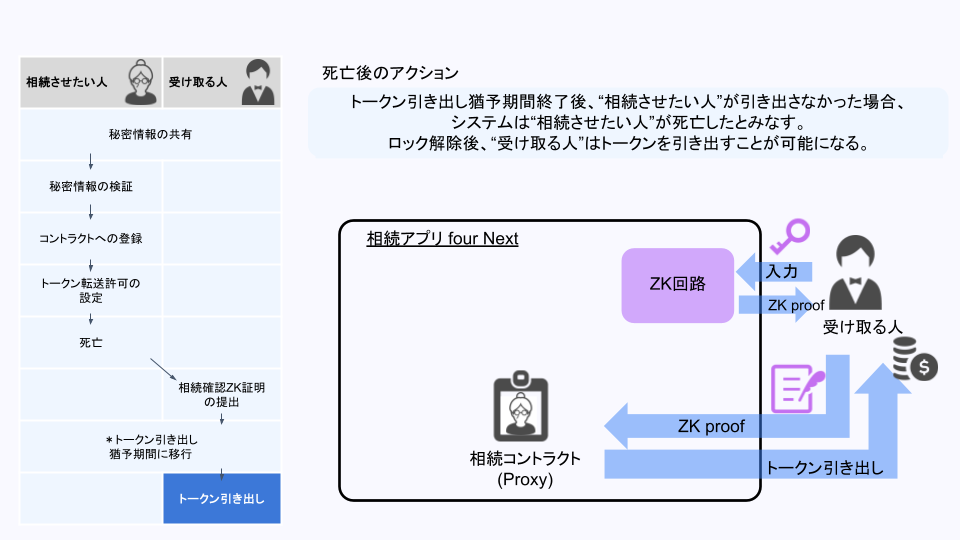 相続させたい人
受け取る人
秘密情報の共有
秘密情報の検証
コントラクトへの登録
トークン転送許可の
設定
死亡
相続確認ZK証明
の提出
*トークン引き出し
猶予期間に移行
トークン引き出し
死亡後のアクション
トークン引き出し猶予期間終了後、“相続させたい人”が引き出さなかった場合、
システムは“相続させたい人”が死亡したとみなす。
ロック解除後、“受け取る人”はトークンを引き出すことが可能になる。
相続アプリ four Next
ZK回路
入力
ZK proof
受け取る人
$
ZK proof
相続コントラクト
(Proxy)
トークン引き出し